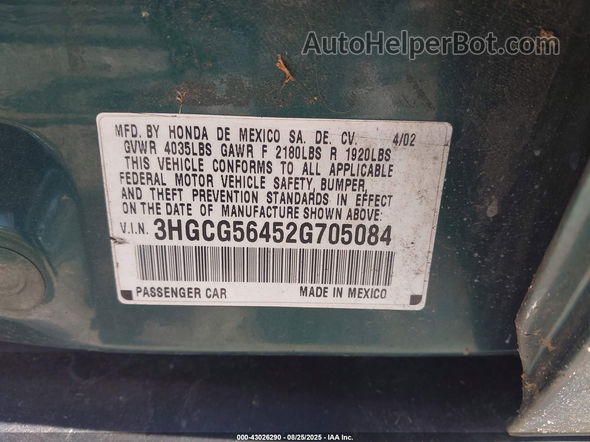 AutoHelperBot.com
MFD. BY HONDA DE MEXICO SA. DE. CV. 4/02
GVWR 4035LBS GAWR F 2180LBS R 1920LBS
THIS VEHICLE CONFORMS TO ALL APPLICABLE
FEDERAL MOTOR VEHICLE SAFETY, BUMPER,
AND THEFT PREVENTION STANDARDS IN EFFECT
ON THE DATE OF MANUFACTURE SHOWN ABOVE.
V.I.N. 3HGCG56452G705084
PASSENGER CAR MADE IN MEXICO
000-43026290 - 08/25/2025 - IAA Inc.